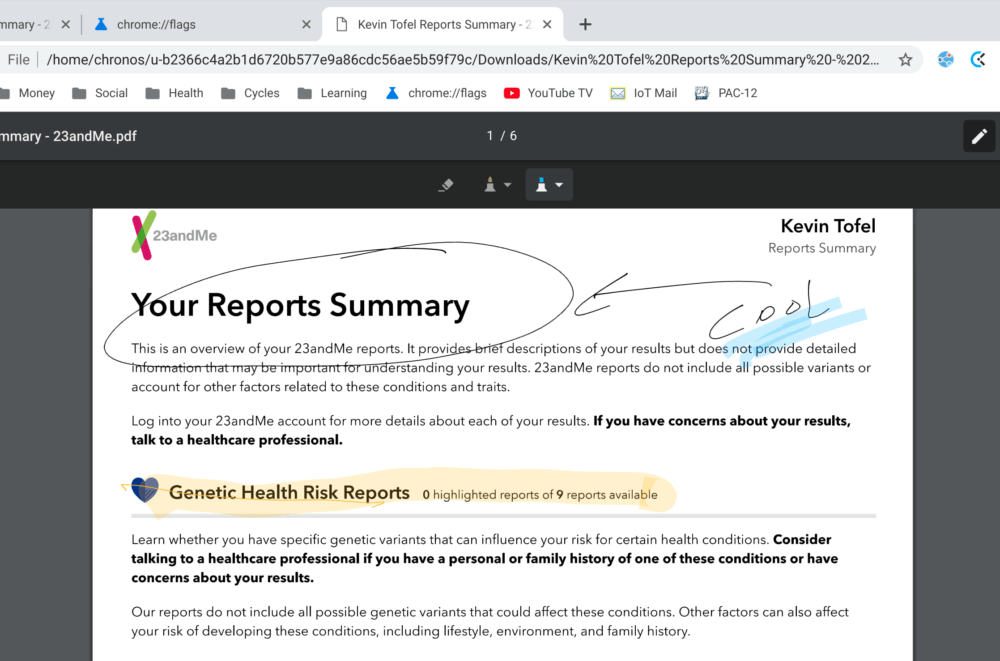 mmary - 2
chrome://flags
Kevin Tofel Reports Summary - 2
File
/home/chronos/u-b2366c4a2b1d6720b577e9a86cdc56ae5b59f79c/Downloads/Kevin%20Tofel%20Reports%20Summary%20-%202...
Money Social Health Cycles Learning chrome://flags YouTube TV IoT Mail PAC-12
mmary - 23andMe.pdf
1 / 6
23andMe
Kevin Tofel
Reports Summary
COOL
Your Reports Summary
This is an overview of your 23andMe reports. It provides brief descriptions of your results but does not provide detailed
information that may be important for understanding your results. 23andMe reports do not include all possible variants or
account for other factors related to these conditions and traits.
Log into your 23andMe account for more details about each of your results. If you have concerns about your results,
talk to a healthcare professional.
Genetic Health Risk Reports 0 highlighted reports of 9 reports available
Learn whether you have specific genetic variants that can influence your risk for certain health conditions. Consider
talking to a healthcare professional if you have a personal or family history of one of these conditions or have
concerns about your results.
Our reports do not include all possible genetic variants that could affect these conditions. Other factors can also affect
your risk of developing these conditions, including lifestyle, environment, and family history.